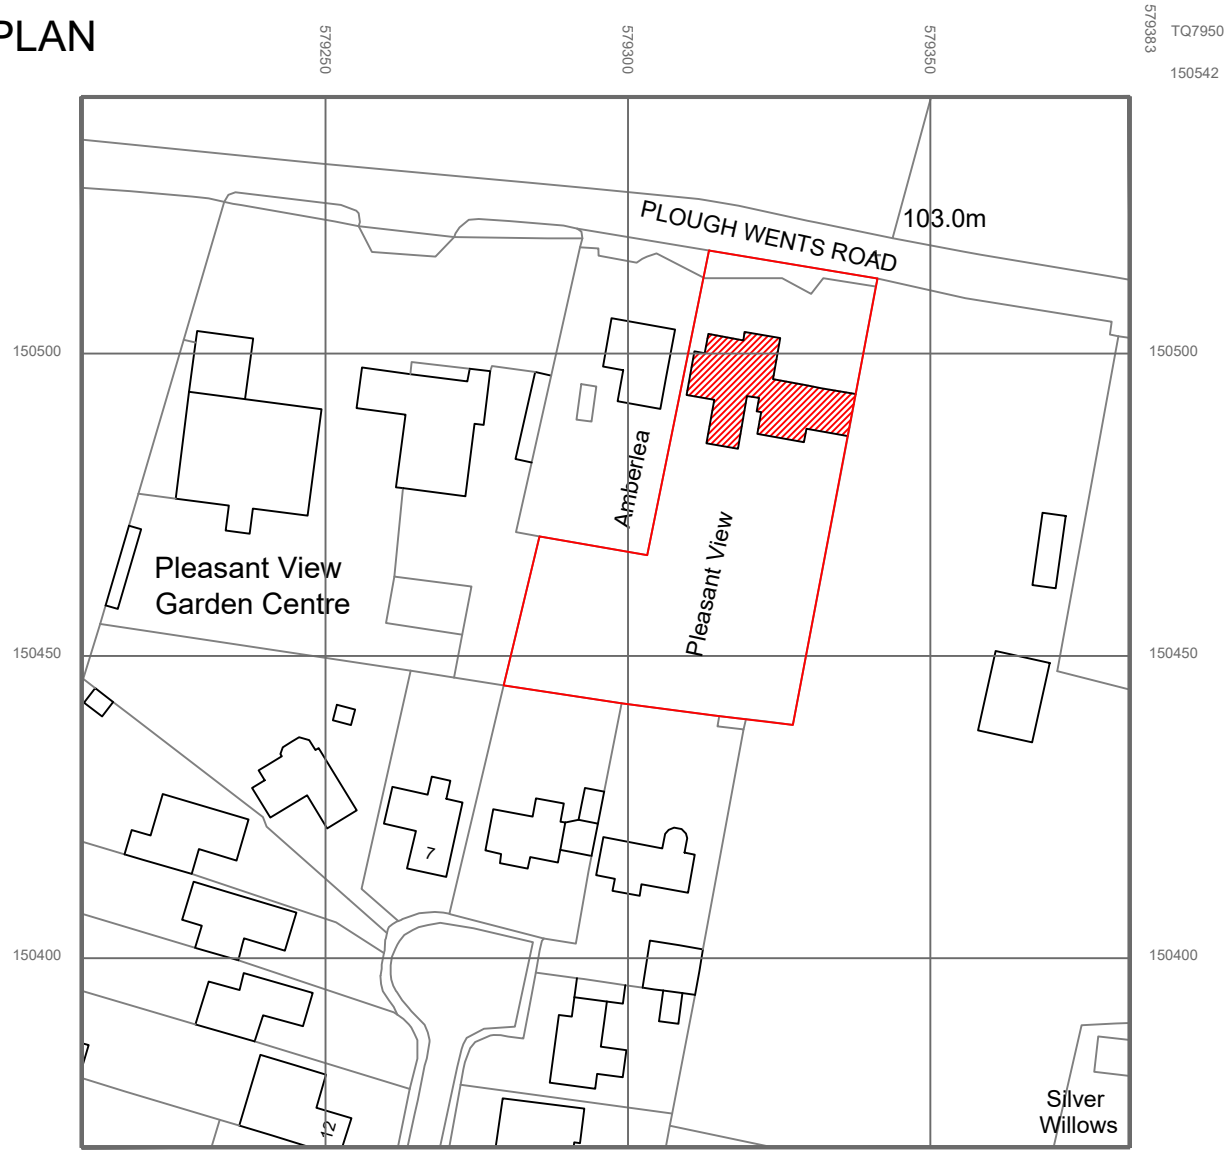 PLAN
579250
579300
579350
579383
TQ7950
150542
PLOUGH WENTS ROAD
103.0m
150500
150500
Amberlea
Pleasant View
Pleasant View
Garden Centre
150450
150450
7
150400
150400
12
Silver
Willows